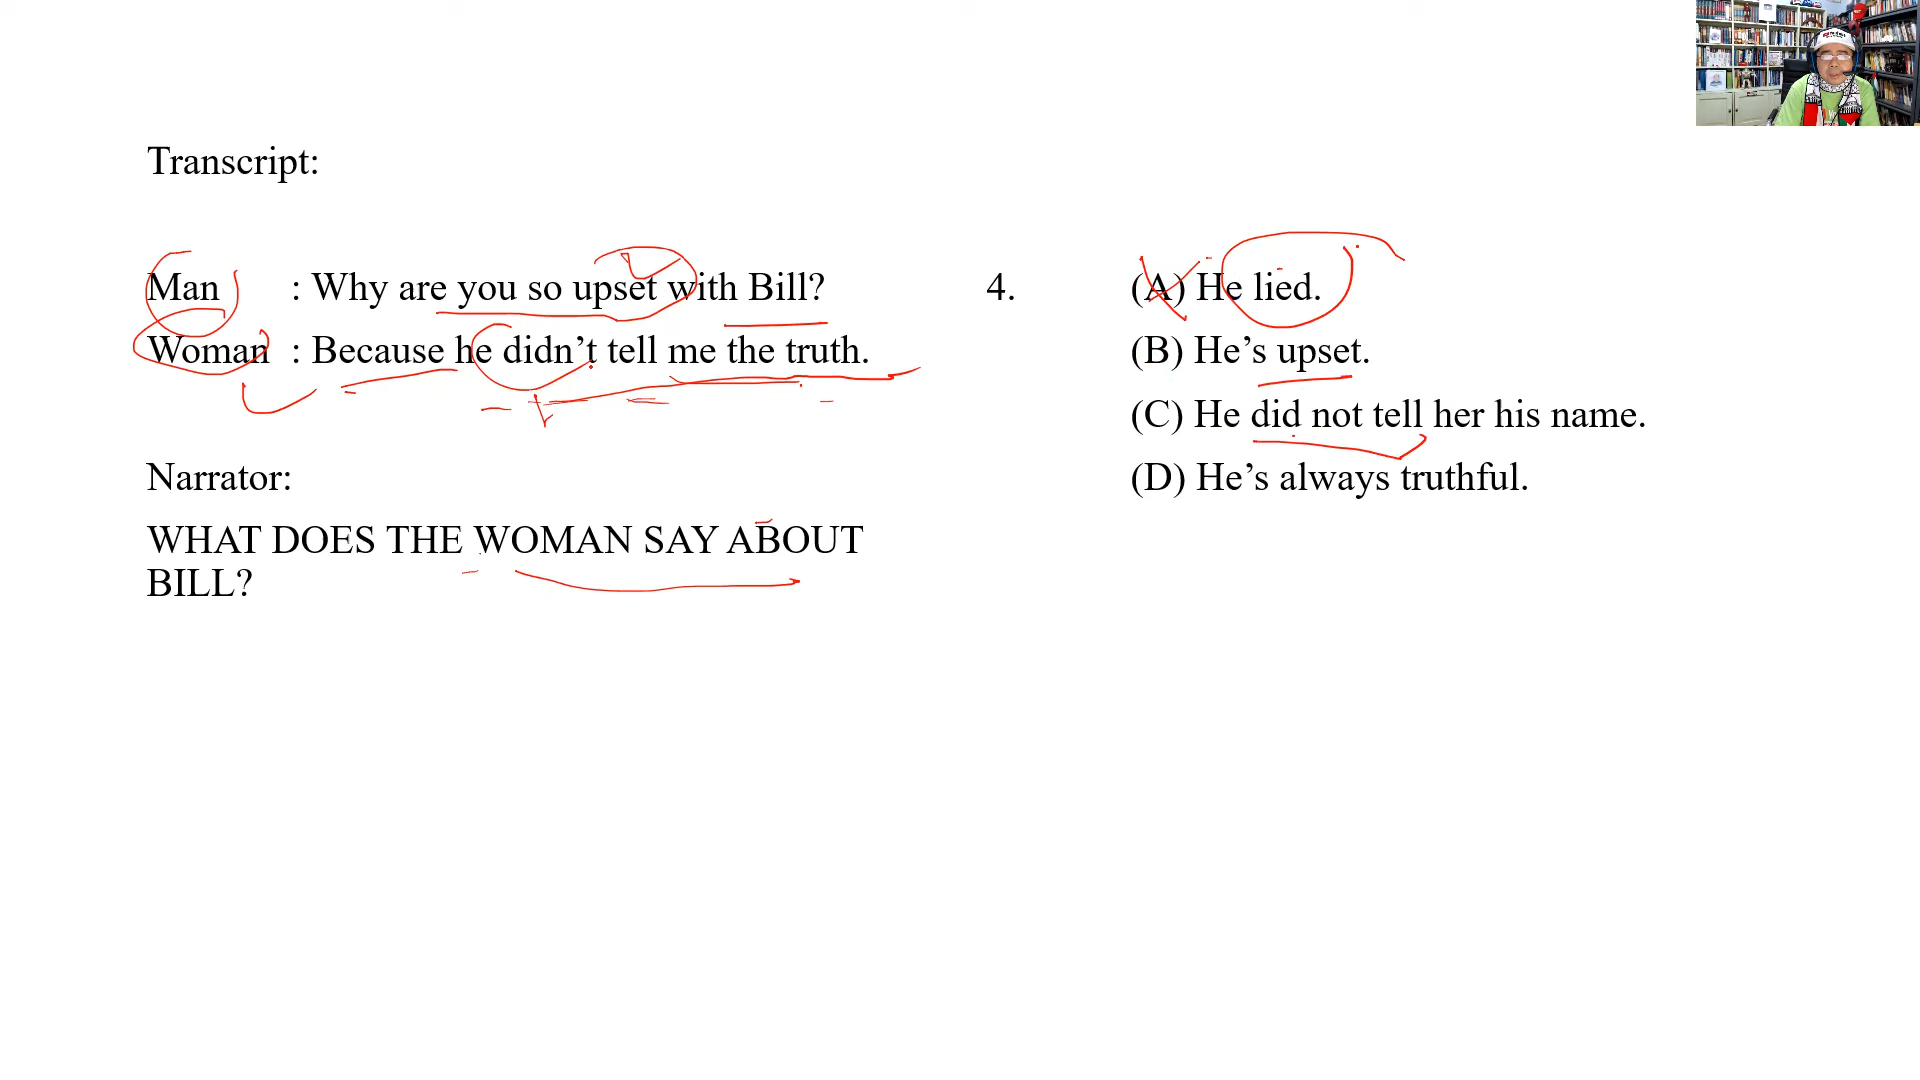 Transcript:
Man : Why are you so upset with Bill?
Woman : Because he didn’t tell me the truth.
Narrator:
WHAT DOES THE WOMAN SAY ABOUT
BILL?
4. (A) He lied.
(B) He’s upset.
(C) He did not tell her his name.
(D) He’s always truthful.